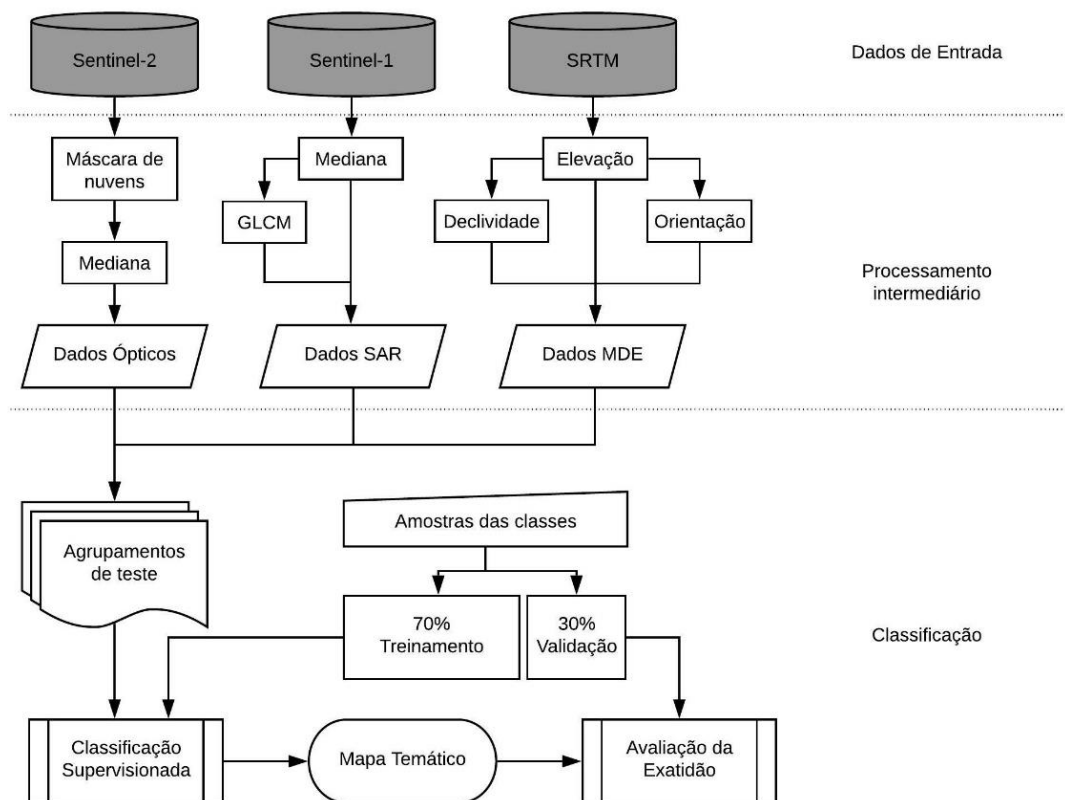 Sentinel-2
Sentinel-1
SRTM
Dados de Entrada
Máscara de
nuvens
Mediana
Elevação
GLCM
Declividade
Orientação
Mediana
Processamento
intermediário
Dados Ópticos
Dados SAR
Dados MDE
Amostras das classes
Agrupamentos
de teste
70%
Treinamento
30%
Validação
Classificação
Classificação
Supervisionada
Mapa Temático
Avaliação da
Exatidão